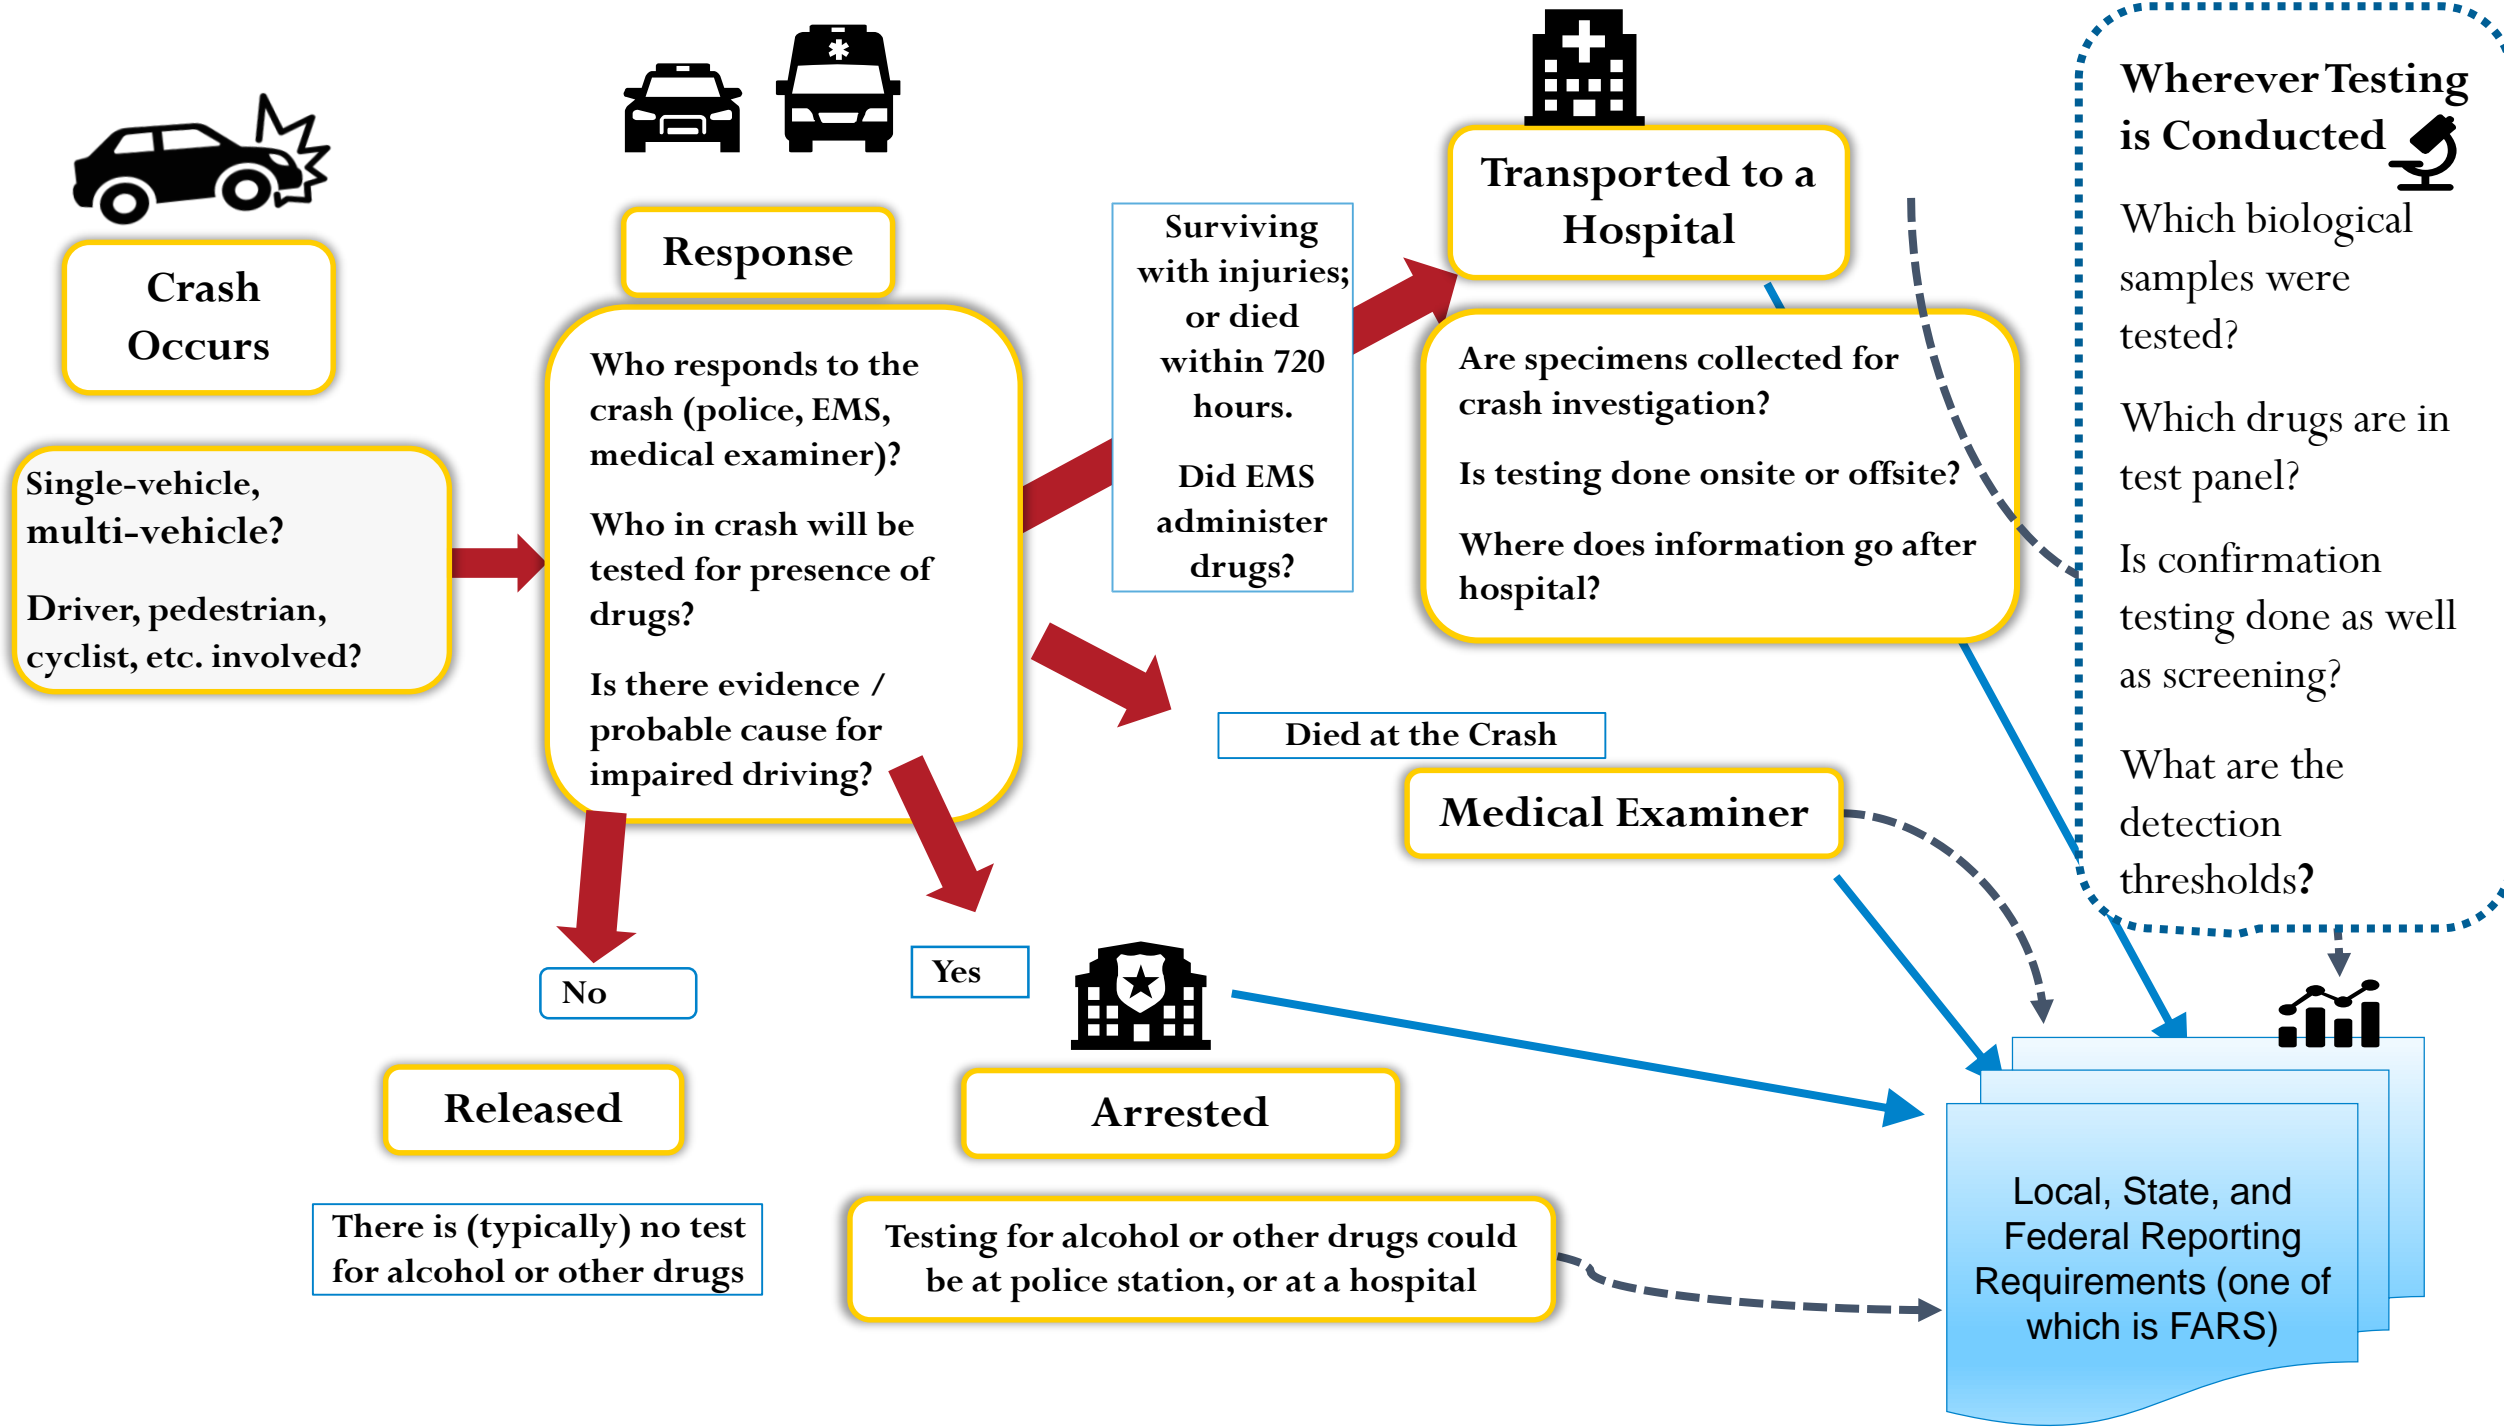 Crash
Occurs
Single-vehicle,
multi-vehicle?
Driver, pedestrian,
cyclist, etc. involved?
Response
Who responds to the
crash (police, EMS,
medical examiner)?
Who in crash will be
tested for presence of
drugs?
Is there evidence /
probable cause for
impaired driving?
Surviving
with injuries;
or died
within 720
hours.
Did EMS
administer
drugs?
Transported to a
Hospital
Are specimens collected for
crash investigation?
Is testing done onsite or offsite?
Where does information go after
hospital?
Wherever Testing
is Conducted
Which biological
samples were
tested?
Which drugs are in
test panel?
Is confirmation
testing done as well
as screening?
What are the
detection
thresholds?
Died at the Crash
Medical Examiner
No
Released
There is (typically) no test
for alcohol or other drugs
Yes
Arrested
Testing for alcohol or other drugs could
be at police station, or at a hospital
Local, State, and
Federal Reporting
Requirements (one of
which is FARS)